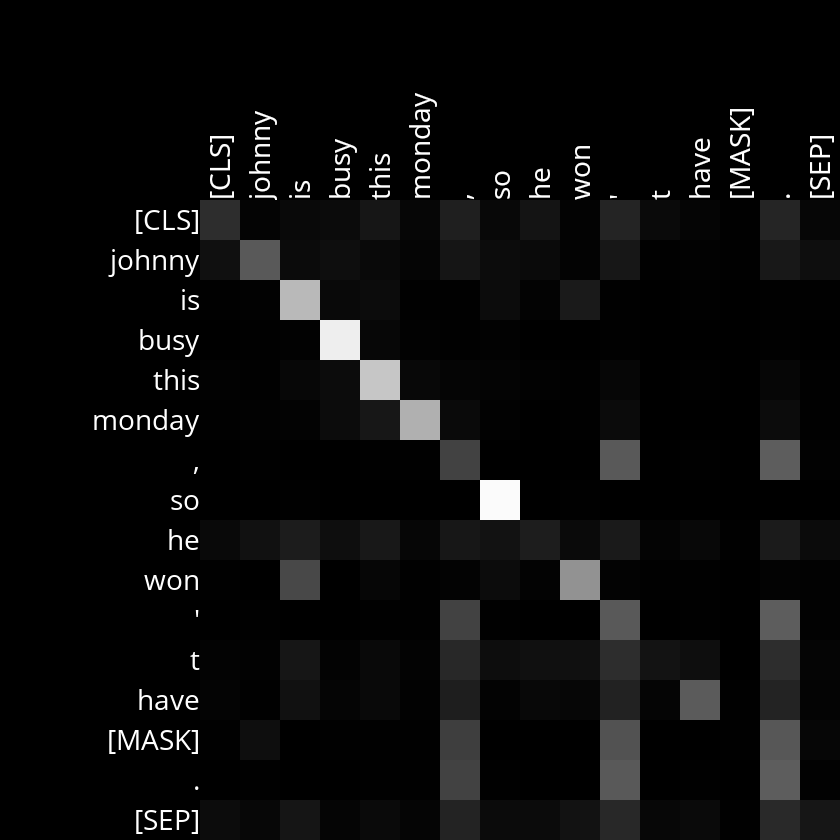 [CLS] johnny is busy this monday , so he won ' t have [MASK] . [SEP]
[CLS]
johnny
is
busy
this
monday
,
so
he
won
'
t
have
[MASK]
.
[SEP]